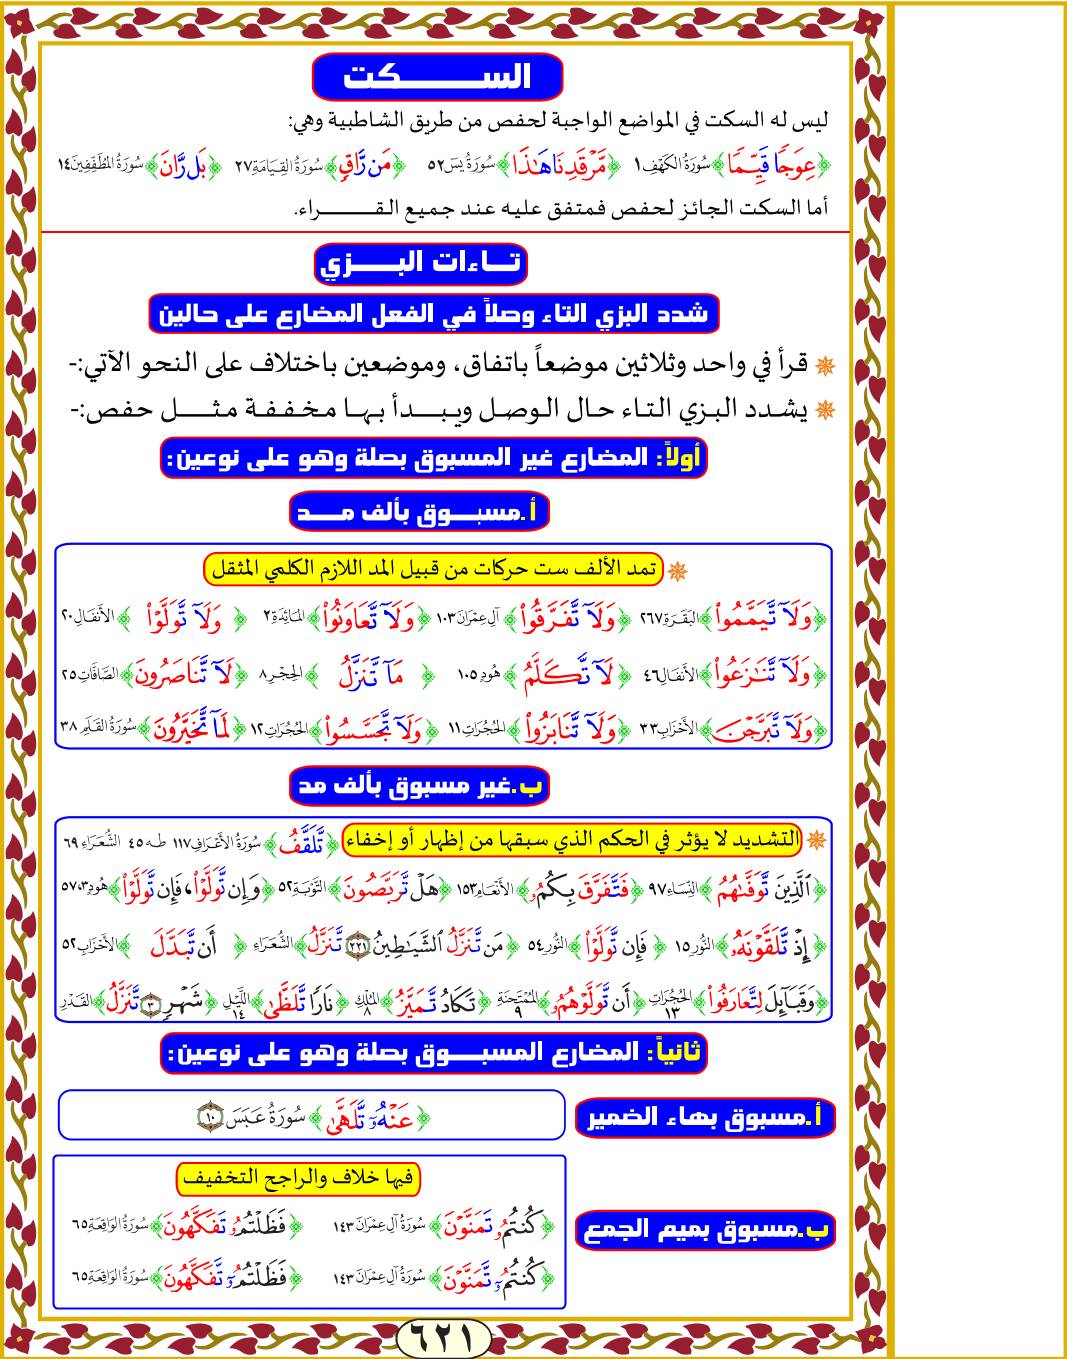 السكت
ليس له السكت في المواضع الواجبة لحفص من طريق الشاطبية وهي:
﴿عِوَجَاۜ قَيِّمٗا﴾ سُورَةُ الكَهْفِ ١ ﴿مَّرۡقَدِنَاۜ هَٰذَا﴾ سُورَةُ يسٓ ٥٢ ﴿مَنۡ رَّاقٖ﴾ سُورَةُ القِيَامَةِ ٢٧ ﴿بَلۡ رَّانَ﴾ سُورَةُ المُطَفِّفِينَ ١٤
أما السكت الجائز لحفص فمتفق عليه عند جميع القراء.
تاءات البزي
شدد البزي التاء وصلاً في الفعل المضارع على حالين
قرأ في واحد وثلاثين موضعاً باتفاق، وموضعين باختلاف على النحو الآتي:-
يشدد البزي التاء حال الوصل ويبدأ بها مخففة مثل حفص:-
أولاً: المضارع غير المسبوق بصلة وهو على نوعين:
أ.مسبوق بألف مد
تمد الألف ست حركات من قبيل المد اللازم الكلمي المثقل
﴿وَلَآ تَّيَمَّمُواْ﴾ البَقَرَةِ ٢٦٧ ﴿وَلَآ تَّفَرَّقُواْ﴾ آلِ عِمْرَانَ ١٠٣ ﴿وَلَآ تَّعَاوَنُواْ﴾ المَائِدَةِ ٢ ﴿وَلَآ تَّوَلَّوۡاْ﴾ الأَنفَالِ ٢٠
﴿وَلَآ تَّنَٰزَعُواْ﴾ الأَنفَالِ ٤٦ ﴿لَآ تَّكَلَّمُ﴾ هُودٍ ١٠٥ ﴿مَآ تَّنَزَّلُ﴾ الحِجْرِ ٨ ﴿لَآ تَّنَاصَرُونَ﴾ الصَّافَّاتِ ٢٥
﴿وَلَآ تَّبَرَّجۡنَ﴾ الأَحْزَابِ ٣٣ ﴿وَلَآ تَّنَابَزُواْ﴾ الحُجُرَاتِ ١١ ﴿وَلَآ تَّجَسَّسُواْ﴾ الحُجُرَاتِ ١٢ ﴿لَمَآ تَّخَيَّرُونَ﴾ سُورَةُ القَلَمِ ٣٨
ب.غير مسبوق بألف مد
التشديد لا يؤثر في الحكم الذي سبقها من إظهار أو إخفاء ﴿تَّلَقَّفُ﴾ سُورَةُ الأَعْرَافِ ١١٧ طه ٤٥ الشُّعَرَاءِ ٦٩
﴿الَّذِينَ تَّوَفَّىٰهُمُ﴾ النِّسَاءِ ٩٧ ﴿فَتَّفَرَّقَ بِكُمُۥ﴾ الأَنْعَامِ ١٥٣ ﴿هَلۡ تَّرَبَّصُونَ﴾ التَّوْبَةِ ٥٢ ﴿وَإِن تَّوَلَّوۡاْ، فَإِن تَّوَلَّوۡاْ﴾ هُودٍ ٥٧،٣
﴿إِذۡ تَّلَقَّوۡنَهُۥ﴾ النُّورِ ١٥ ﴿فَإِن تَّوَلَّوۡاْ﴾ النُّورِ ٥٤ ﴿مَن تَّنَزَّلُ ٱلشَّيَٰطِينُ ٢٢١ تَّنَزَّلُ﴾ الشُّعَرَاءِ ﴿أَن تَّبَدَّلَ﴾ الأَحْزَابِ ٥٢
﴿وَقَبَآئِلَ لِتَّعَارَفُواْ﴾ الحُجُرَاتِ ١٣ ﴿أَن تَّوَلَّوۡهُمُۥ﴾ المُمْتَحَنَةِ ٩ ﴿تَكَادُ تَّمَيَّزُ﴾ المُلْكِ ٨ ﴿نَارٗا تَّلَظَّىٰ﴾ اللَّيْلِ ١٤ ﴿شَهۡرٖ ٣ تَّنَزَّلُ﴾ القَدْرِ
ثانياً: المضارع المسبوق بصلة وهو على نوعين:
أ.مسبوق بهاء الضمير
﴿عَنۡهُۥٓ تَّلَهَّىٰ﴾ سُورَةُ عَبَسَ ١٠
ب.مسبوق بميم الجمع
فيها خلاف والراجح التخفيف
﴿كُنتُمُۥ تَمَنَّوۡنَ﴾ سُورَةُ آلِ عِمْرَانَ ١٤٣ ﴿فَظَلۡتُمُۥ تَفَكَّهُونَ﴾ سُورَةُ الوَاقِعَةِ ٦٥
﴿كُنتُمُۥٓ تَّمَنَّوۡنَ﴾ سُورَةُ آلِ عِمْرَانَ ١٤٣ ﴿فَظَلۡتُمُۥٓ تَّفَكَّهُونَ﴾ سُورَةُ الوَاقِعَةِ ٦٥
٦٢١